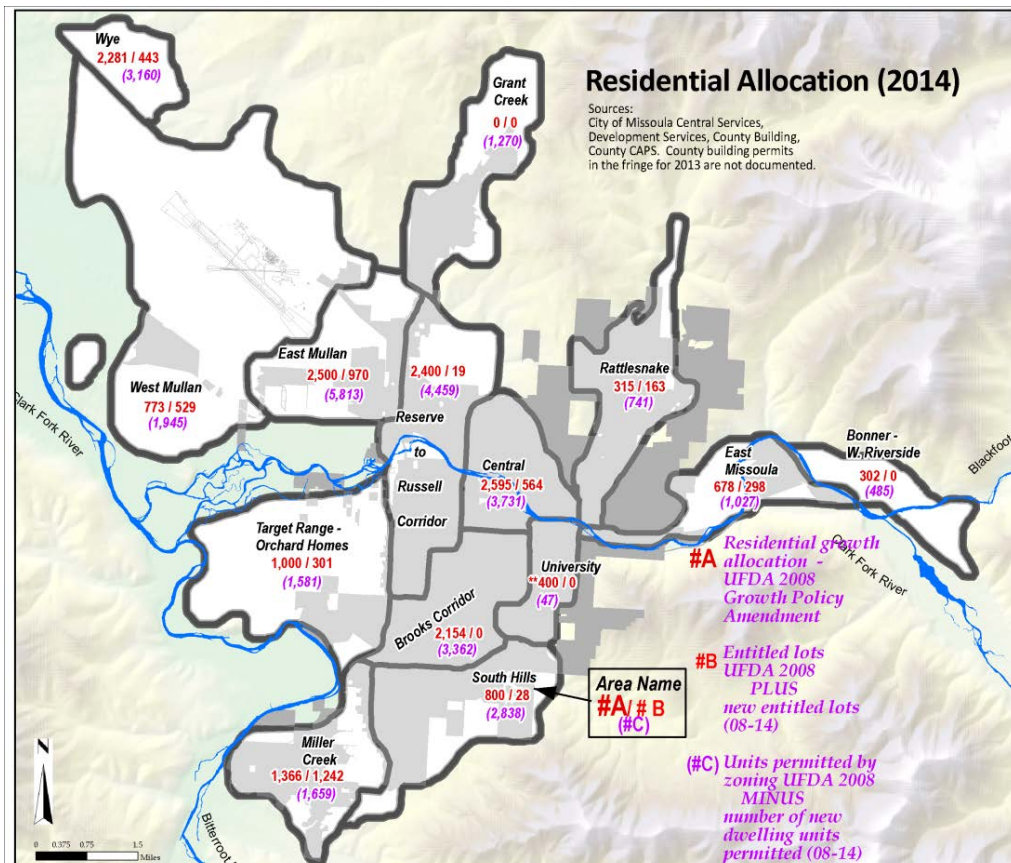 Residential Allocation (2014)
Sources:
City of Missoula Central Services,
Development Services, County Building,
County CAPS. County building permits
in the fringe for 2013 are not documented.
Wye
2,281 / 443
(3,160)
Grant
Creek
0 / 0
(1,270)
East Mullan
2,500 / 970
(5,813)
2,400 / 19
(4,459)
Reserve
to
Russell
Corridor
West Mullan
773 / 529
(1,945)
Clark Fork River
Rattlesnake
315 / 163
(741)
Central
2,595 / 564
(3,731)
East
Missoula
678 / 298
(1,027)
Bonner -
W. Riverside
302 / 0
(485)
Blackfoot
Clark Fork River
Target Range -
Orchard Homes
1,000 / 301
(1,581)
University
**400 / 0
(47)
Brooks Corridor
2,154 / 0
(3,362)
South Hills
800 / 28
(2,838)
Miller
Creek
1,366 / 1,242
(1,659)
Bitterroot
Area Name
#A/ # B
(#C)
#A Residential growth
allocation -
UFDA 2008
Growth Policy
Amendment
#B Entitled lots
UFDA 2008
PLUS
new entitled lots
(08-14)
(#C) Units permitted by
zoning UFDA 2008
MINUS
number of new
dwelling units
permitted (08-14)
N
0 0.375 0.75 1.5
Miles